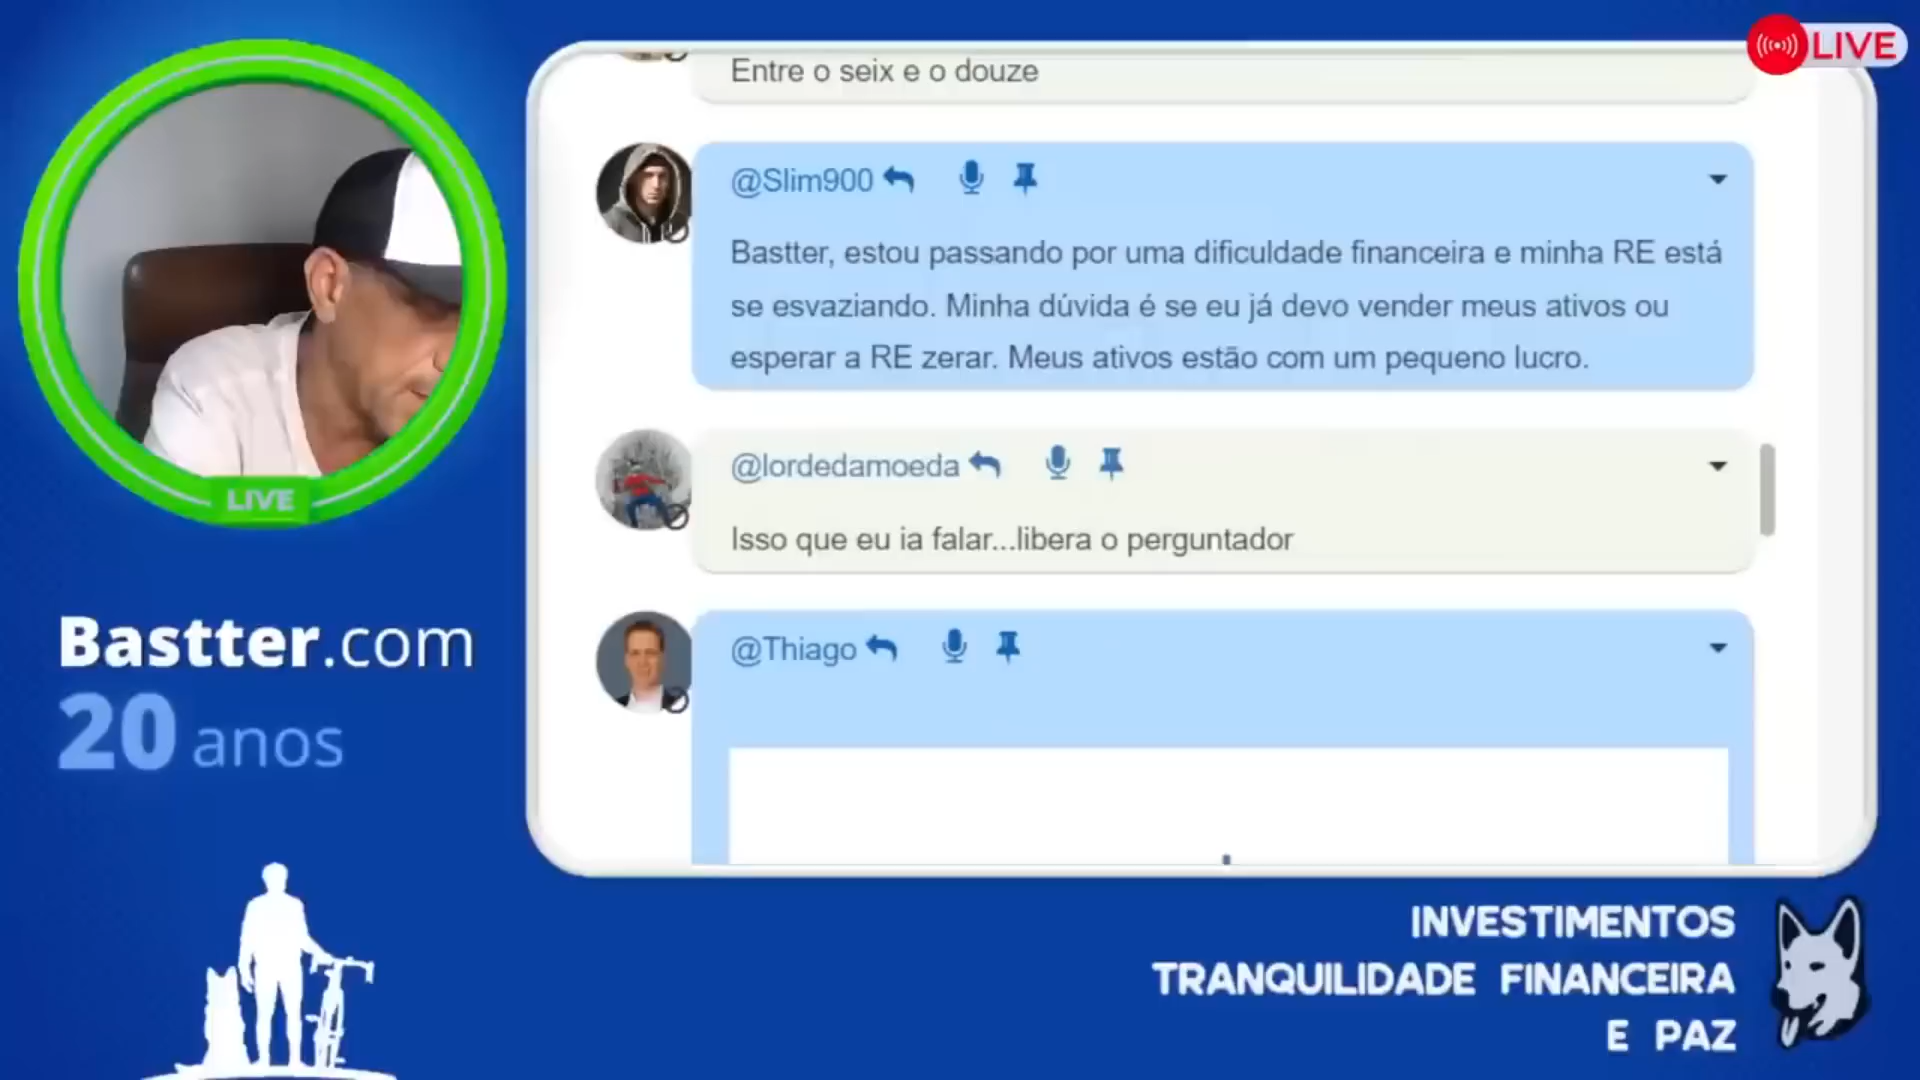 LIVE
Entre o seix e o douze
@Slim900
Bastter, estou passando por uma dificuldade financeira e minha RE está
se esvaziando. Minha dúvida é se eu já devo vender meus ativos ou
esperar a RE zerar. Meus ativos estão com um pequeno lucro.
@lordedamoeda
Isso que eu ia falar...libera o perguntador
@Thiago
LIVE
Bastter.com
20 anos
INVESTIMENTOS
TRANQUILIDADE FINANCEIRA
E PAZ